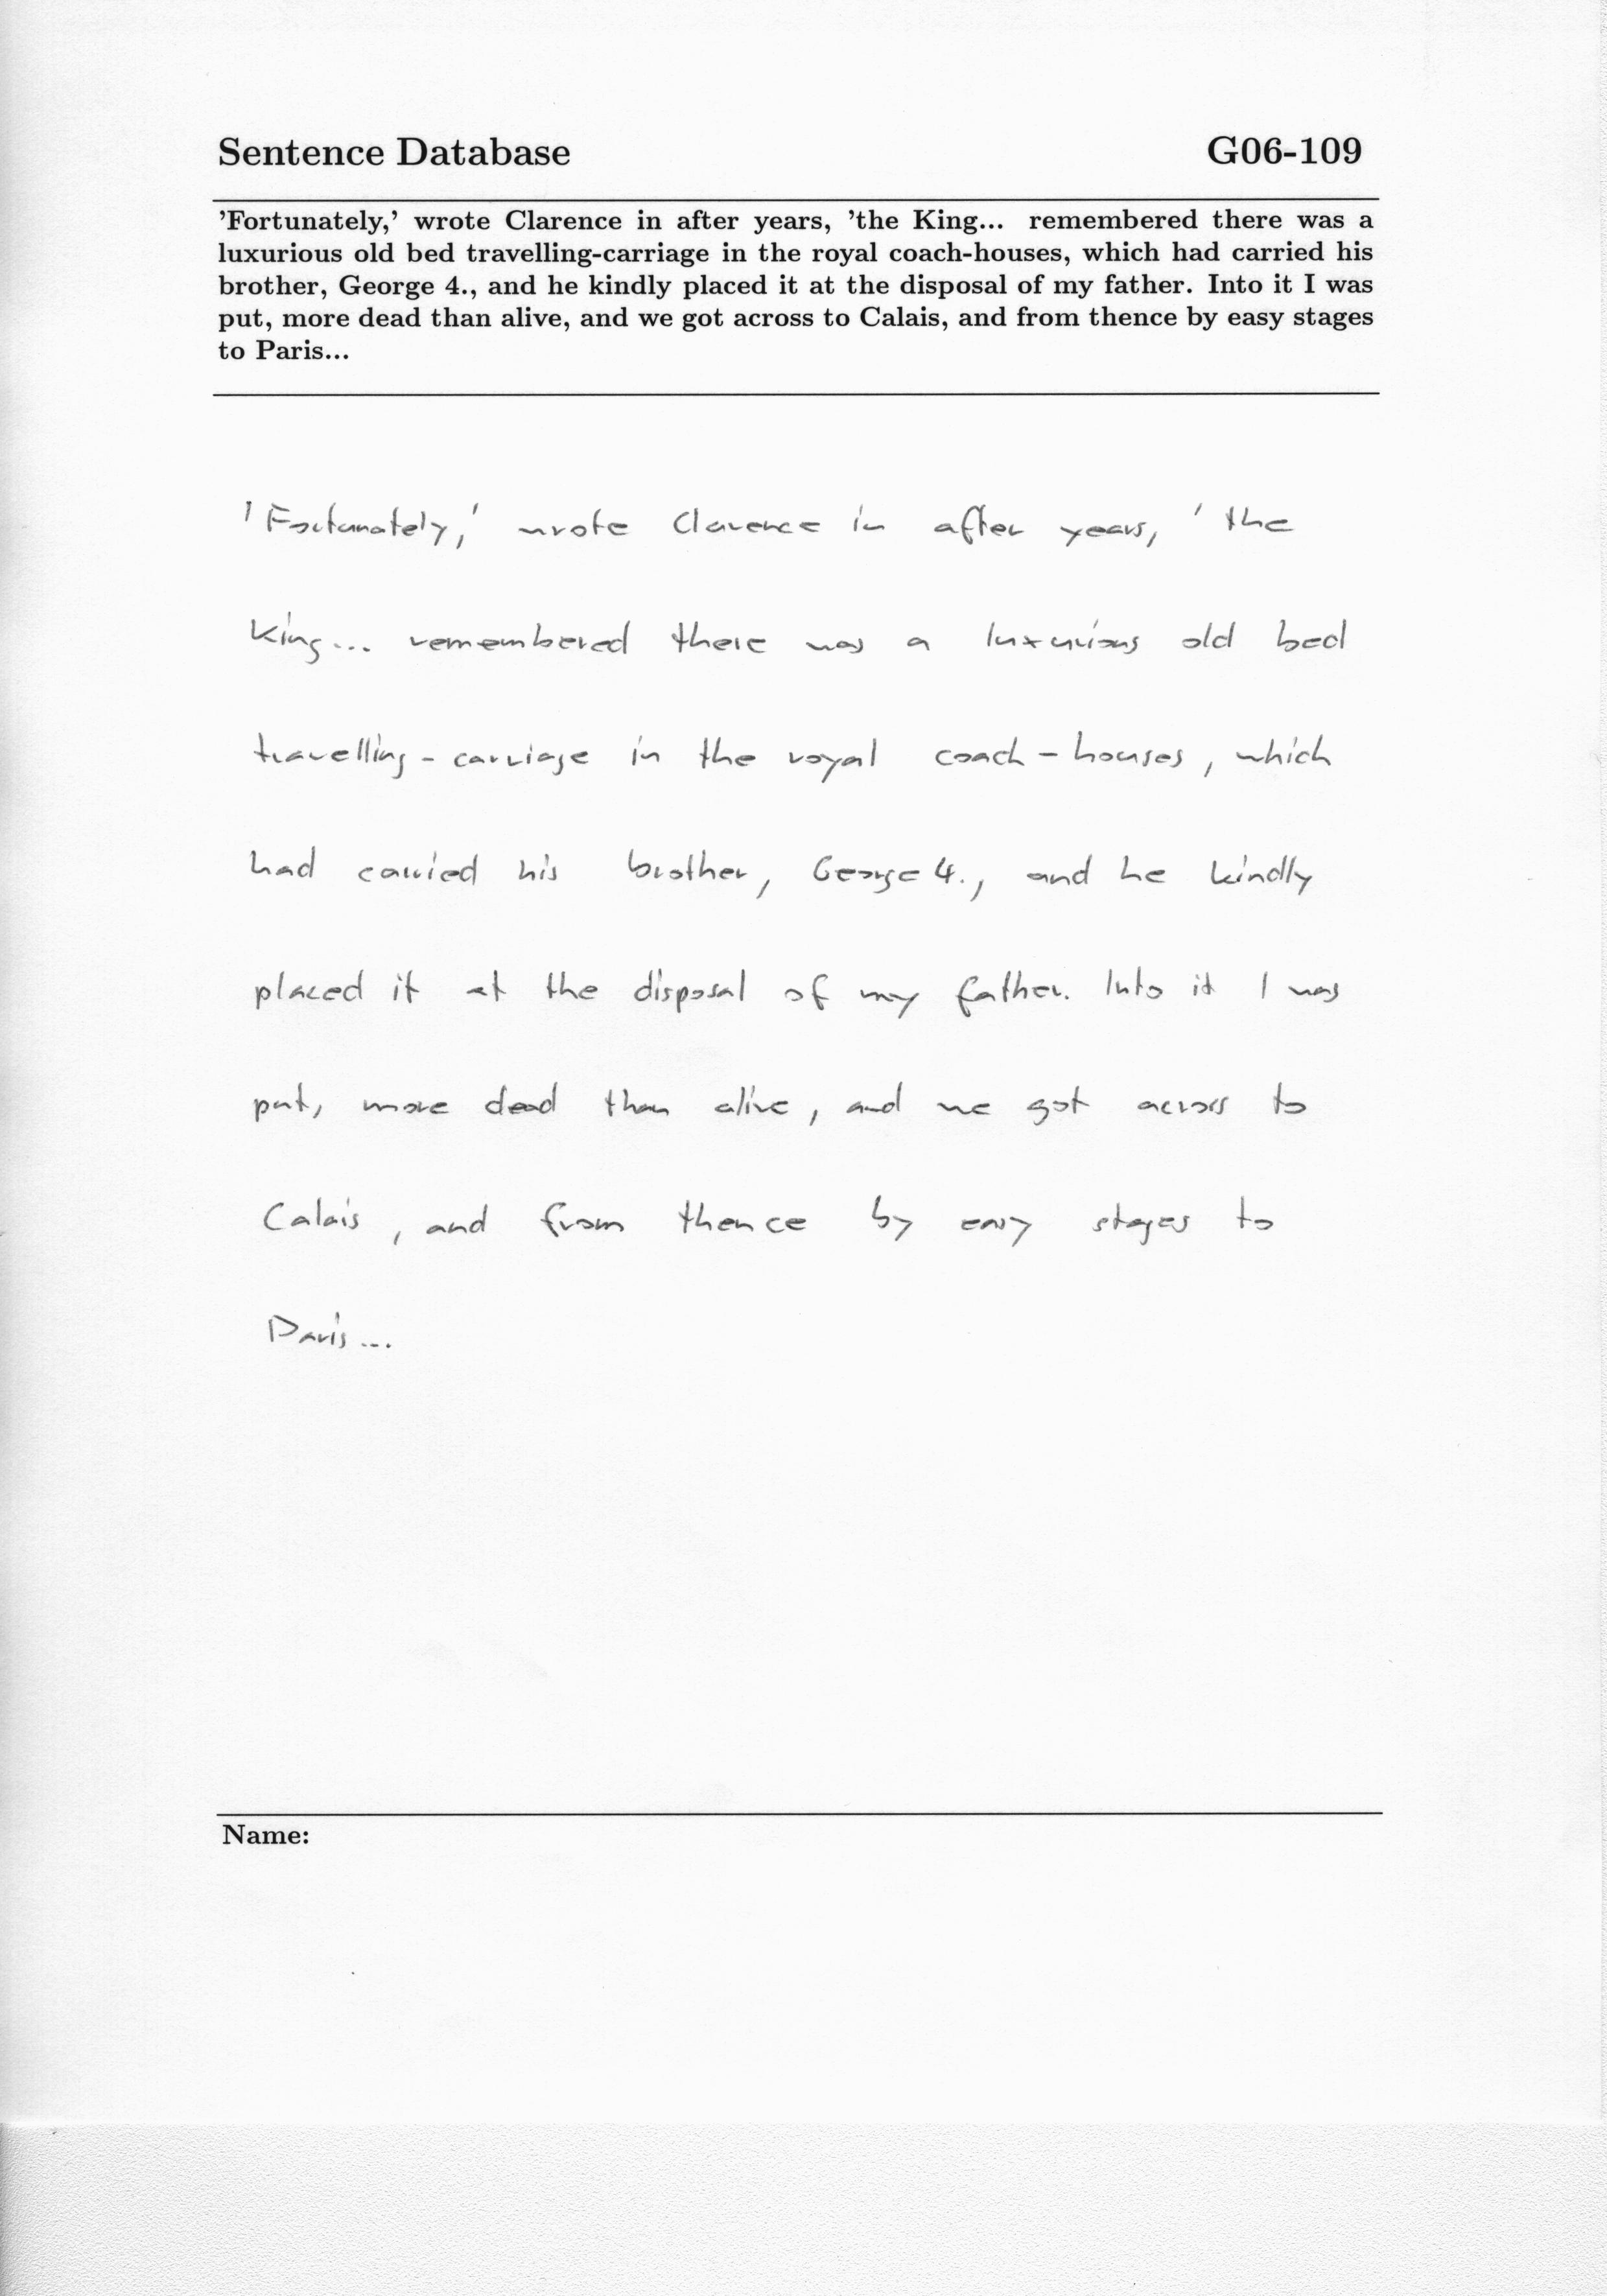 Sentence Database G06-109
'Fortunately,' wrote Clarence in after years, 'the King... remembered there was a
luxurious old bed travelling-carriage in the royal coach-houses, which had carried his
brother, George 4., and he kindly placed it at the disposal of my father. Into it I was
put, more dead than alive, and we got across to Calais, and from thence by easy stages
to Paris...
'Fortunately,' wrote Clarence in after years, 'the
King... remembered there was a luxurious old bed
travelling-carriage in the royal coach-houses, which
had carried his brother, George 4., and he kindly
placed it at the disposal of my father. Into it I was
put, more dead than alive, and we got across to
Calais, and from thence by easy stages to
Paris...
Name: